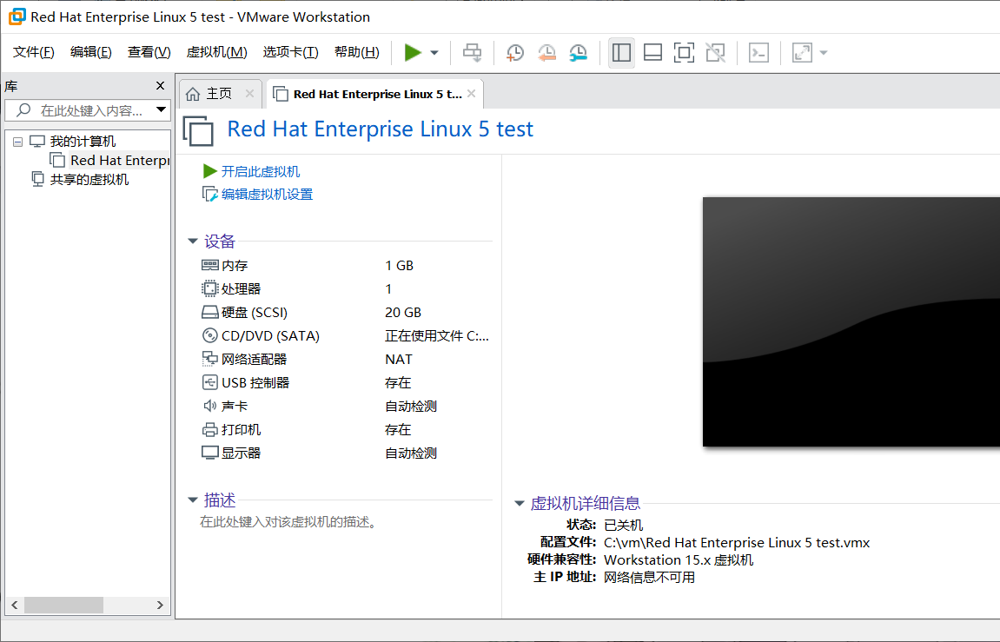 Red Hat Enterprise Linux 5 test - VMware Workstation
文件(F) 编辑(E) 查看(V) 虚拟机(M) 选项卡(T) 帮助(H)
库
主页
Red Hat Enterprise Linux 5 t...
在此处键入内容...
Red Hat Enterprise Linux 5 test
我的计算机
Red Hat Enterpr
共享的虚拟机
开启此虚拟机
编辑虚拟机设置
设备
内存 1 GB
处理器 1
硬盘 (SCSI) 20 GB
CD/DVD (SATA) 正在使用文件 C:...
网络适配器 NAT
USB 控制器 存在
声卡 自动检测
打印机 存在
显示器 自动检测
描述
在此处键入对该虚拟机的描述。
虚拟机详细信息
状态: 已关机
配置文件: C:\vm\Red Hat Enterprise Linux 5 test.vmx
硬件兼容性: Workstation 15.x 虚拟机
主 IP 地址: 网络信息不可用